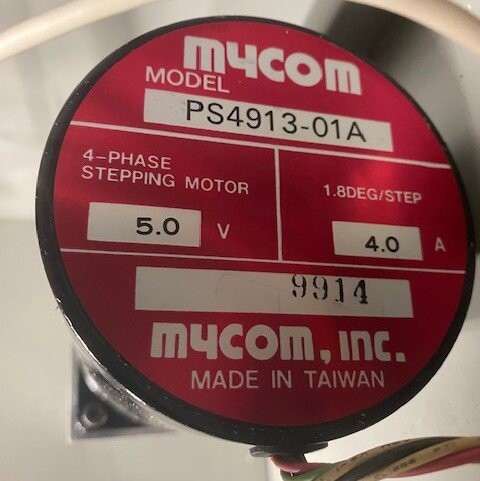 mycom
MODEL
PS4913-01A
4-PHASE
STEPPING MOTOR
5.0 V
1.8DEG/STEP
4.0 A
9914
mycom, inc.
MADE IN TAIWAN